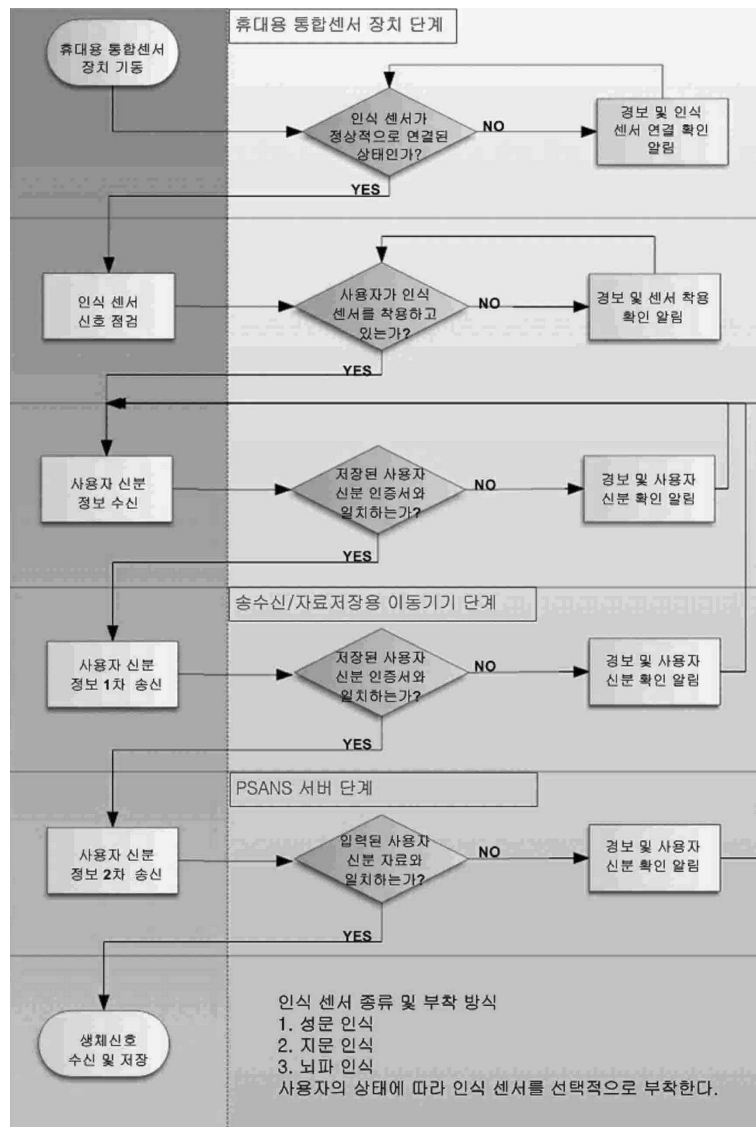 휴대용 통합센서 장치 단계
휴대용 통합센서
장치 기동
인식 센서가
정상적으로 연결된
상태인가?
NO
경보 및 인식
센서 연결 확인
알림
YES
인식 센서
신호 점검
사용자가 인식
센서를 착용하고
있는가?
NO
경보 및 센서 착용
확인 알림
YES
사용자 신분
정보 수신
저장된 사용자
신분 인증서와
일치하는가?
NO
경보 및 사용자
신분 확인 알림
YES
송수신/자료저장용 이동기기 단계
사용자 신분
정보 1차 송신
저장된 사용자
신분 인증서와
일치하는가?
NO
경보 및 사용자
신분 확인 알림
YES
PSANS 서버 단계
사용자 신분
정보 2차 송신
입력된 사용자
신분 자료와
일치하는가?
NO
경보 및 사용자
신분 확인 알림
YES
생체신호
수신 및 저장
인식 센서 종류 및 부착 방식
1. 성문 인식
2. 지문 인식
3. 뇌파 인식
사용자의 상태에 따라 인식 센서를 선택적으로 부착한다.